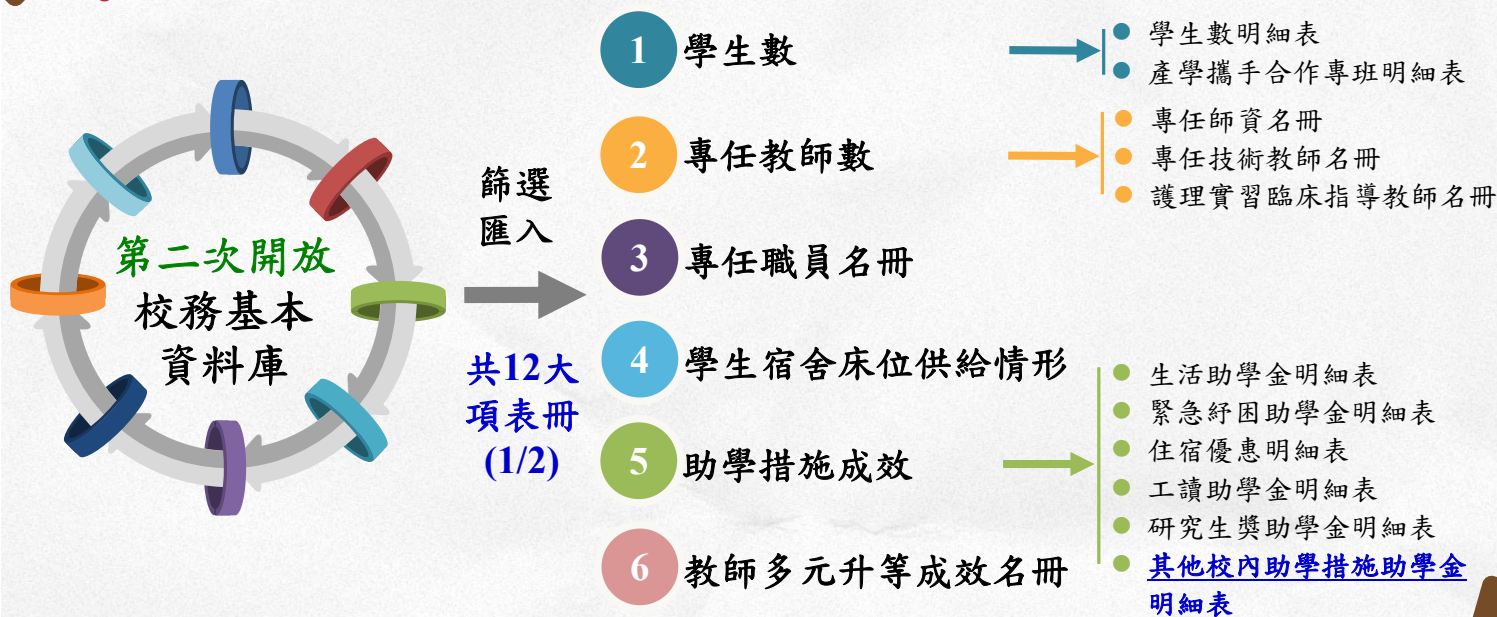 第二次開放
校務基本
資料庫
篩選
匯入
共12大
項表冊
(1/2)
1 學生數
學生數明細表
產學攜手合作專班明細表
2 專任教師數
專任師資名冊
專任技術教師名冊
護理實習臨床指導教師名冊
3 專任職員名冊
4 學生宿舍床位供給情形
5 助學措施成效
生活助學金明細表
緊急紓困助學金明細表
住宿優惠明細表
工讀助學金明細表
研究生獎助學金明細表
其他校內助學措施助學金
明細表
6 教師多元升等成效名冊